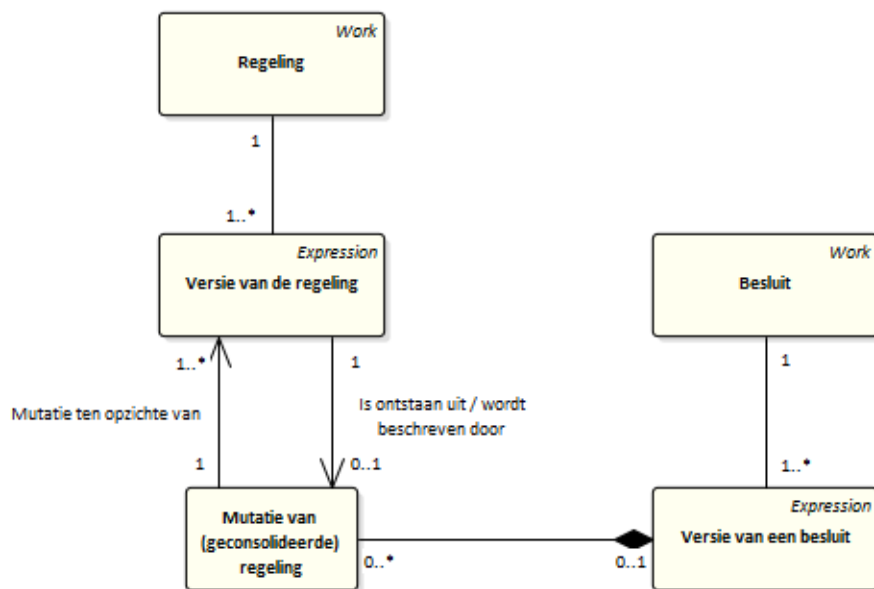 Work
Regeling
1
1..*
Expression
Versie van de regeling
Work
Besluit
1..*
1
1
Mutatie ten opzichte van
Is ontstaan uit / wordt
beschreven door
1
0..1
1..*
Mutatie van
(geconsolideerde)
regeling
Expression
Versie van een besluit
0..*
0..1